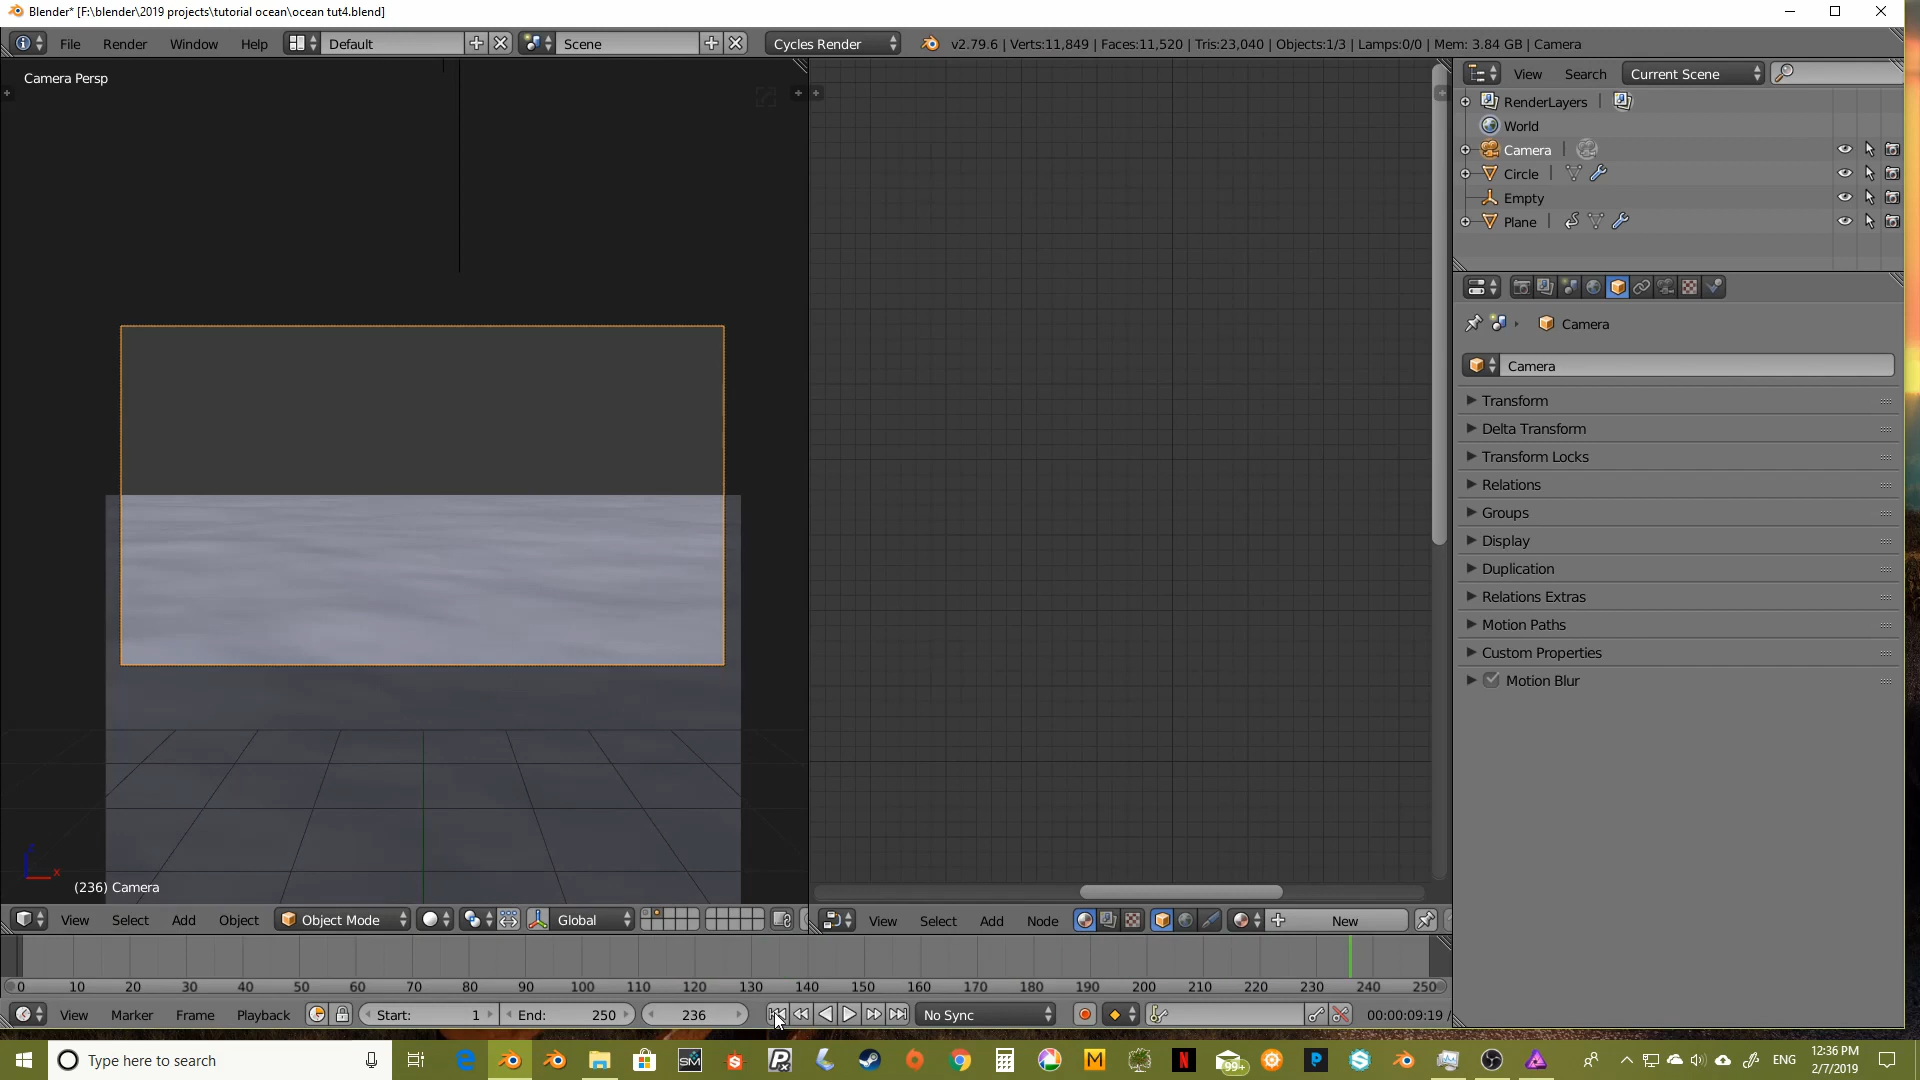 Blender* [F:\blender\2019 projects\tutorial ocean\ocean tut4.blend]
File Render Window Help Default Scene Cycles Render v2.79.6 | Verts:11,849 | Faces:11,520 | Tris:23,040 | Objects:1/3 | Lamps:0/0 | Mem: 3.84 GB | Camera
Camera Persp
View Search Current Scene
RenderLayers
World
Camera
Circle
Empty
Plane
Camera
Camera
Transform
Delta Transform
Transform Locks
Relations
Groups
Display
Duplication
Relations Extras
Motion Paths
Custom Properties
Motion Blur
(236) Camera
View Select Add Object Object Mode Global
View Select Add Node New
0 10 20 30 40 50 60 70 80 90 100 110 120 130 140 150 160 170 180 190 200 210 220 230 240 250
View Marker Frame Playback Start: 1 End: 250 236 No Sync 00:00:09:19 /
Type here to search
SM
99+
ENG
12:36 PM
2/7/2019